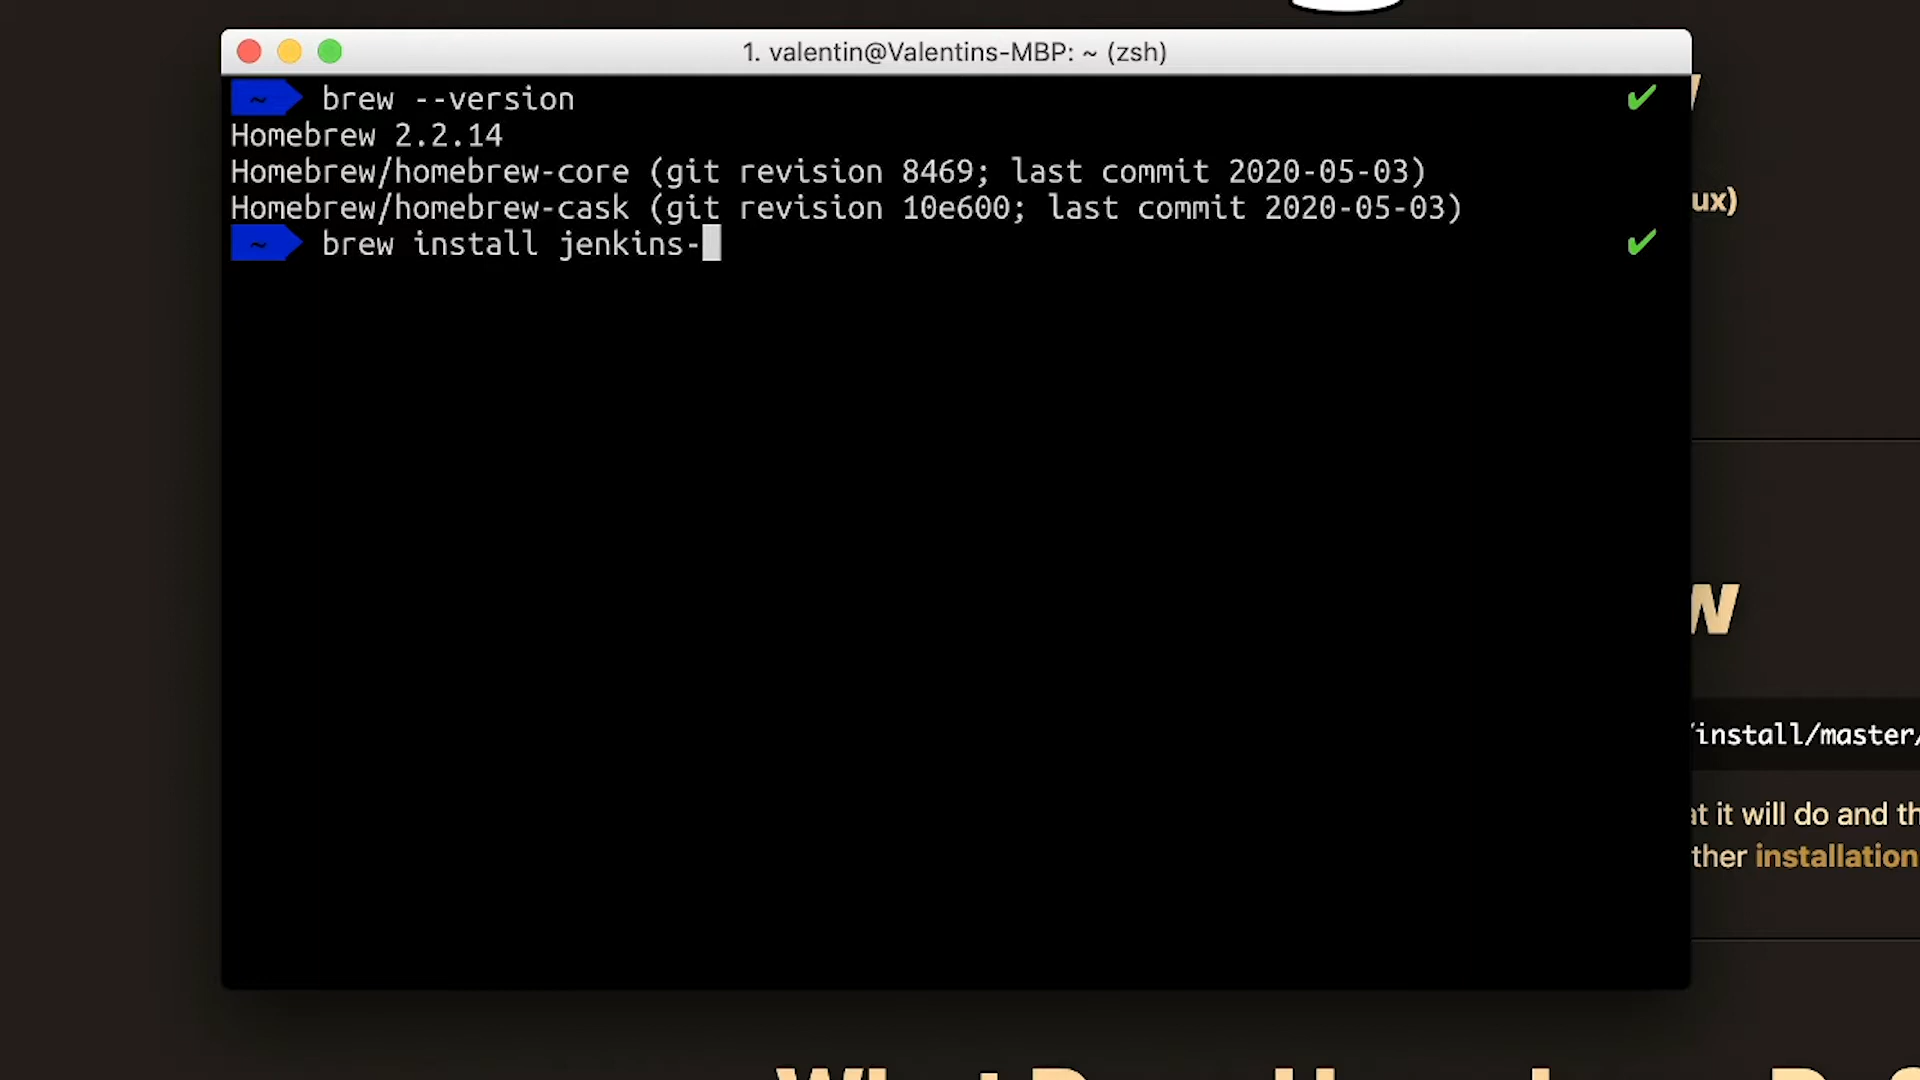 1. valentin@Valentins-MBP: ~ (zsh)
~ brew --version ✔
Homebrew 2.2.14
Homebrew/homebrew-core (git revision 8469; last commit 2020-05-03)
Homebrew/homebrew-cask (git revision 10e600; last commit 2020-05-03)
~ brew install jenkins- ✔
ux)
w
/install/master/
at it will do and th
ther installation